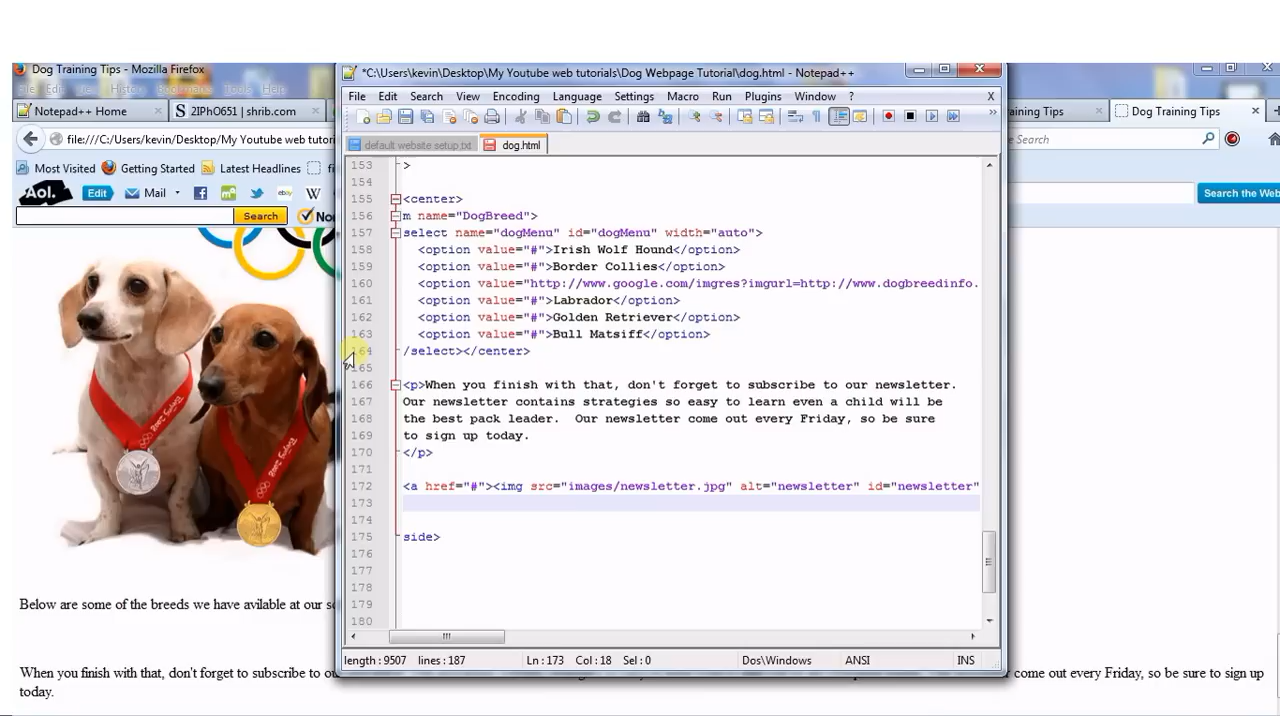 Dog Training Tips - Mozilla Firefox
*C:\Users\kevin\Desktop\My Youtube web tutorials\Dog Webpage Tutorial\dog.html - Notepad++
File Edit View History Bookmarks Tools Help
File Edit Search View Encoding Language Settings Macro Run Plugins Window ? X
Notepad++ Home
2IPhO651 | shrib.com
aining Tips
Dog Training Tips
file:///C:/Users/kevin/Desktop/My Youtube web tutori
Search
default website setup.txt
dog.html
Most Visited
Getting Started
Latest Headlines
Aol. Edit Mail ebay W
Search the Web
Search
153 >
154
155 <center>
156 m name="DogBreed">
157 select name="dogMenu" id="dogMenu" width="auto">
158 <option value="#">Irish Wolf Hound</option>
159 <option value="#">Border Collies</option>
160 <option value="http://www.google.com/imgres?imgurl=http://www.dogbreedinfo.
161 <option value="#">Labrador</option>
162 <option value="#">Golden Retriever</option>
163 <option value="#">Bull Matsiff</option>
164 /select></center>
165
166 <p>When you finish with that, don't forget to subscribe to our newsletter.
167 Our newsletter contains strategies so easy to learn even a child will be
168 the best pack leader. Our newsletter come out every Friday, so be sure
169 to sign up today.
170 </p>
171
172 <a href="#"><img src="images/newsletter.jpg" alt="newsletter" id="newsletter"
173
174
175 side>
176
177
178
179
180
length : 9507 lines : 187 Ln : 173 Col : 18 Sel : 0 Dos\Windows ANSI INS
Below are some of the breeds we have avilable at our s
When you finish with that, don't forget to subscribe to ou
come out every Friday, so be sure to sign up
today.